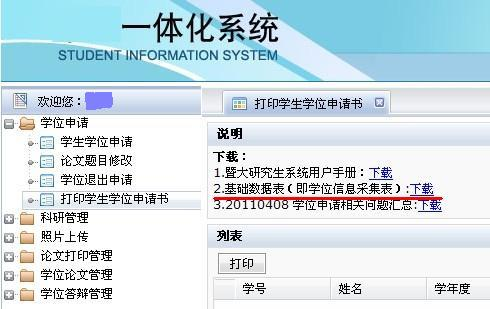 一体化系统
STUDENT INFORMATION SYSTEM
欢迎您：
学位申请
学生学位申请
论文题目修改
学位退出申请
打印学生学位申请书
科研管理
照片上传
论文打印管理
学位论文管理
学位答辩管理
打印学生学位申请书
说明
下载：
1.暨大研究生系统用户手册：下载
2.基础数据表（即学位信息采集表）:下载
3.20110408 学位申请相关问题汇总:下载
列表
打印
学号 姓名 学年度